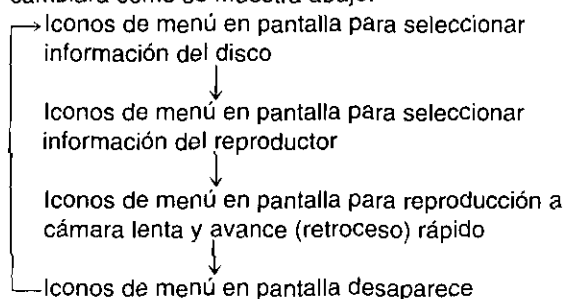 cambiará como se muestra abajo.
Iconos de menú en pantalla para seleccionar
información del disco
Iconos de menú en pantalla para seleccionar
información del reproductor
Iconos de menú en pantalla para reproducción a
cámara lenta y avance (retroceso) rápido
Iconos de menú en pantalla desaparece